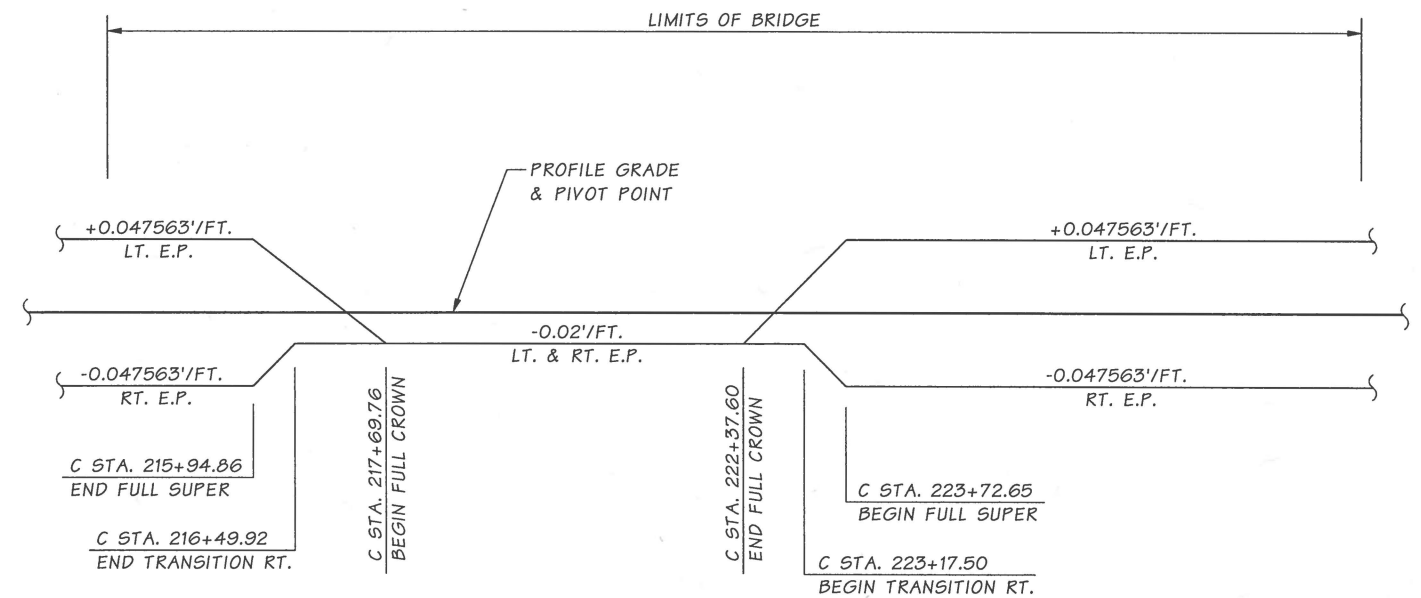 LIMITS OF BRIDGE
PROFILE GRADE
& PIVOT POINT
+0.047563'/FT.
LT. E.P.
+0.047563'/FT.
LT. E.P.
-0.02'/FT.
LT. & RT. E.P.
-0.047563'/FT.
RT. E.P.
-0.047563'/FT.
RT. E.P.
C STA. 215+94.86
END FULL SUPER
C STA. 216+49.92
END TRANSITION RT.
C STA. 217+69.76
BEGIN FULL CROWN
C STA. 222+37.60
END FULL CROWN
C STA. 223+72.65
BEGIN FULL SUPER
C STA. 223+17.50
BEGIN TRANSITION RT.